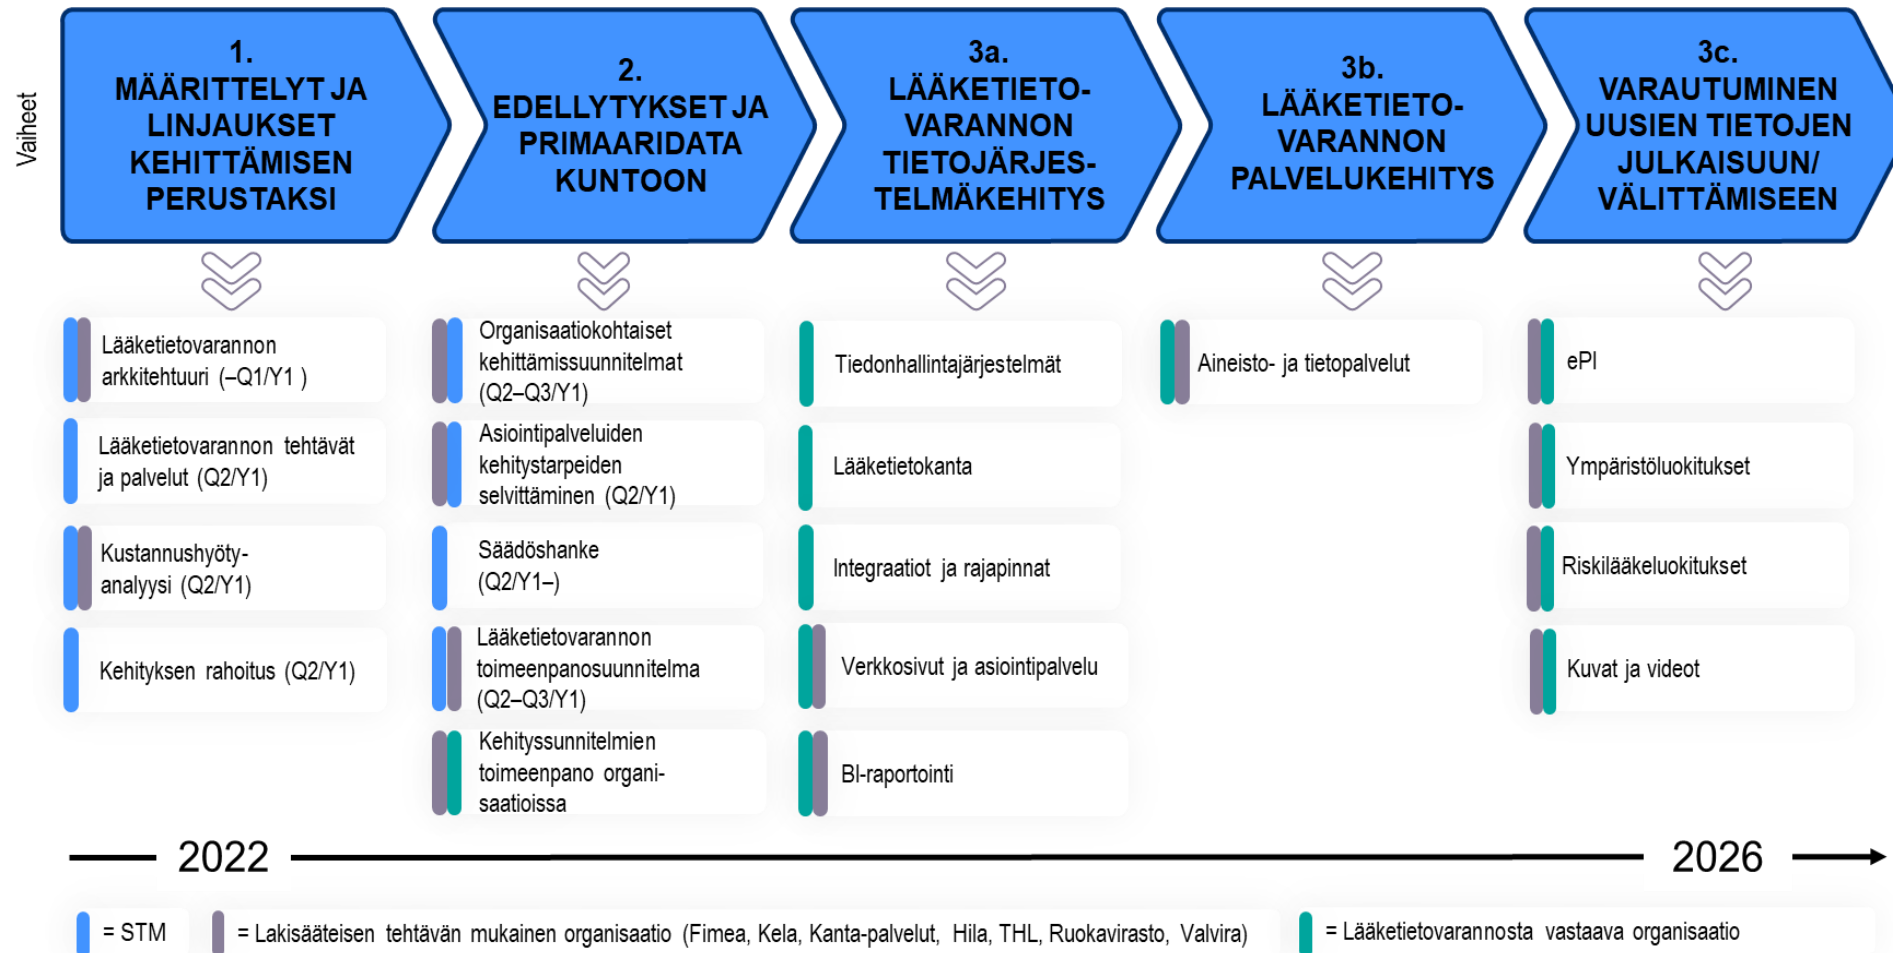 Vaiheet
1.
MÄÄRITTELYT JA
LINJAUKSET
KEHITTÄMISEN
PERUSTAKSI
2.
EDELLYTYKSET JA
PRIMAARIDATA
KUNTOON
3a.
LÄÄKETIETO-
VARANNON
TIETOJÄRJES-
TELMÄKEHITYS
3b.
LÄÄKETIETO-
VARANNON
PALVELUKEHITYS
3c.
VARAUTUMINEN
UUSIEN TIETOJEN
JULKAISUUN/
VÄLITTÄMISEEN
Lääketietovarannon
arkkitehtuuri (–Q1/Y1 )
Lääketietovarannon tehtävät
ja palvelut (Q2/Y1)
Kustannushyöty-
analyysi (Q2/Y1)
Kehityksen rahoitus (Q2/Y1)
Organisaatiokohtaiset
kehittämissuunnitelmat
(Q2–Q3/Y1)
Asiointipalveluiden
kehitystarpeiden
selvittäminen (Q2/Y1)
Säädöshanke
(Q2/Y1–)
Lääketietovarannon
toimeenpanosuunnitelma
(Q2–Q3/Y1)
Kehityssunnitelmien
toimeenpano organi-
saatioissa
Tiedonhallintajärjestelmät
Lääketietokanta
Integraatiot ja rajapinnat
Verkkosivut ja asiointipalvelu
BI-raportointi
Aineisto- ja tietopalvelut
ePI
Ympäristöluokitukset
Riskilääkeluokitukset
Kuvat ja videot
2022
2026
= STM
= Lakisääteisen tehtävän mukainen organisaatio (Fimea, Kela, Kanta-palvelut, Hila, THL, Ruokavirasto, Valvira)
= Lääketietovarannosta vastaava organisaatio